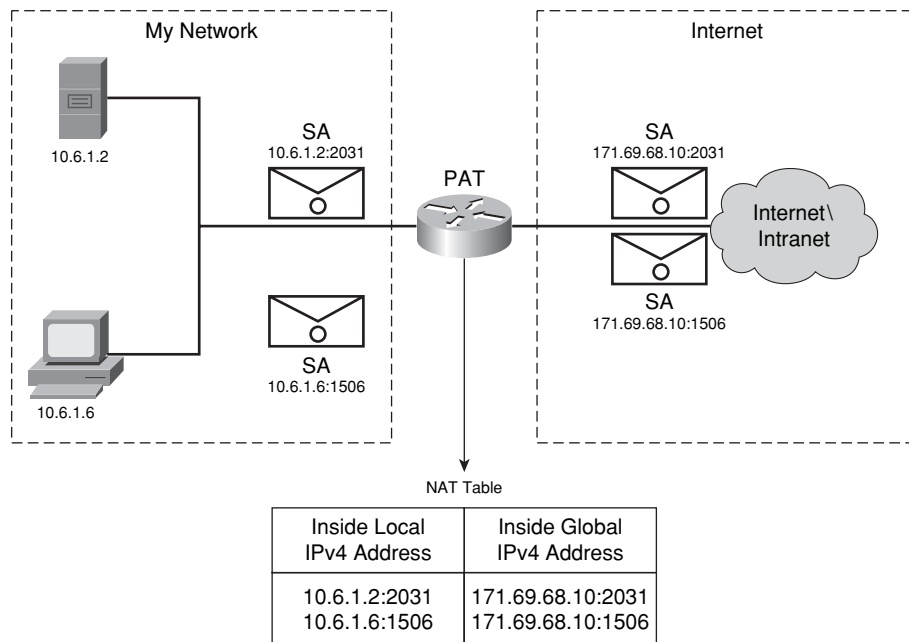 My Network
Internet
10.6.1.2
SA
10.6.1.2:2031
PAT
SA
171.69.68.10:2031
Internet\
Intranet
SA
10.6.1.6:1506
SA
171.69.68.10:1506
10.6.1.6
NAT Table
Inside Local
IPv4 Address
Inside Global
IPv4 Address
10.6.1.2:2031
171.69.68.10:2031
10.6.1.6:1506
171.69.68.10:1506